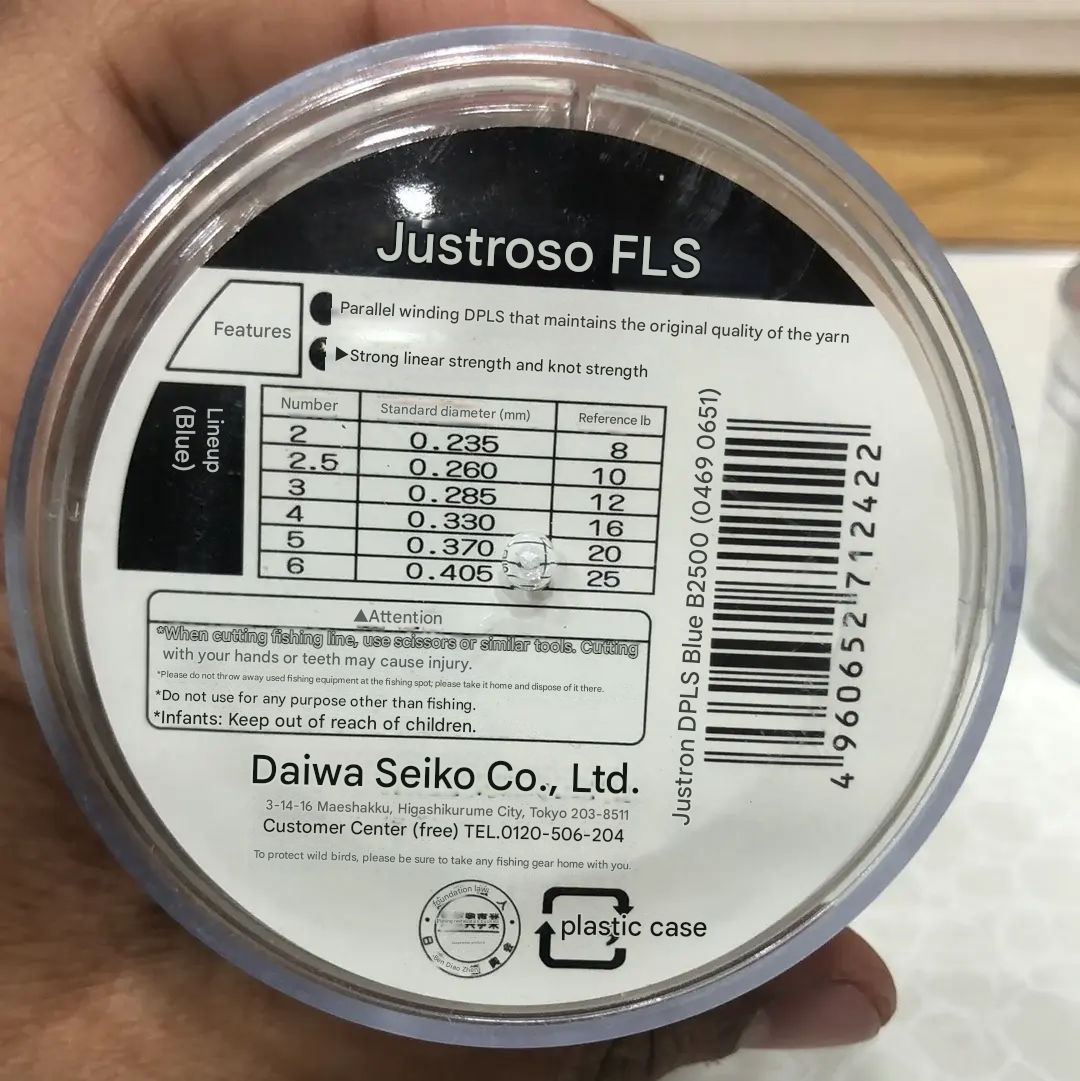 Justroso FLS
Features
Parallel winding DPLS that maintains the original quality of the yarn
▶Strong linear strength and knot strength
Lineup
(Blue)
Number Standard diameter (mm) Reference lb
2 0.235 8
2.5 0.260 10
3 0.285 12
4 0.330 16
5 0.370 20
6 0.405 25
▲Attention
*When cutting fishing line, use scissors or similar tools. Cutting
with your hands or teeth may cause injury.
*Please do not throw away used fishing equipment at the fishing spot; please take it home and dispose of it there.
*Do not use for any purpose other than fishing.
*Infants: Keep out of reach of children.
Daiwa Seiko Co., Ltd.
3-14-16 Maeshakku, Higashikurume City, Tokyo 203-8511
Customer Center (free) TEL.0120-506-204
To protect wild birds, please be sure to take any fishing gear home with you.
foundation law
人
日
会
plastic case
Justron DPLS Blue B2500 (0469 0651)
4960652712422